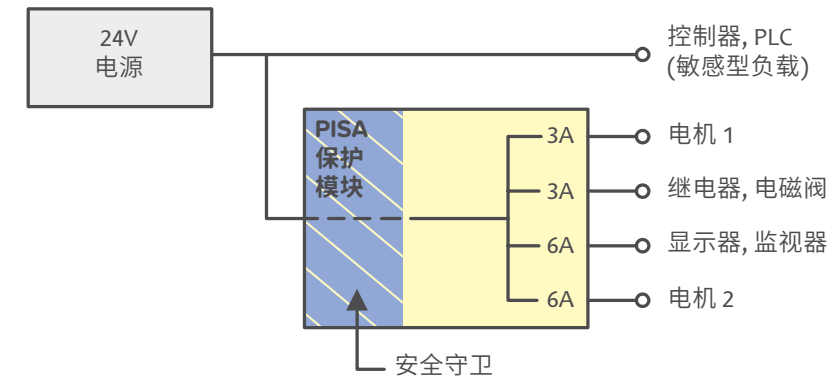 24V
电源
控制器, PLC
(敏感型负载)
PISA
保护
模块
3A
电机 1
3A
继电器, 电磁阀
6A
显示器, 监视器
6A
电机 2
安全守卫